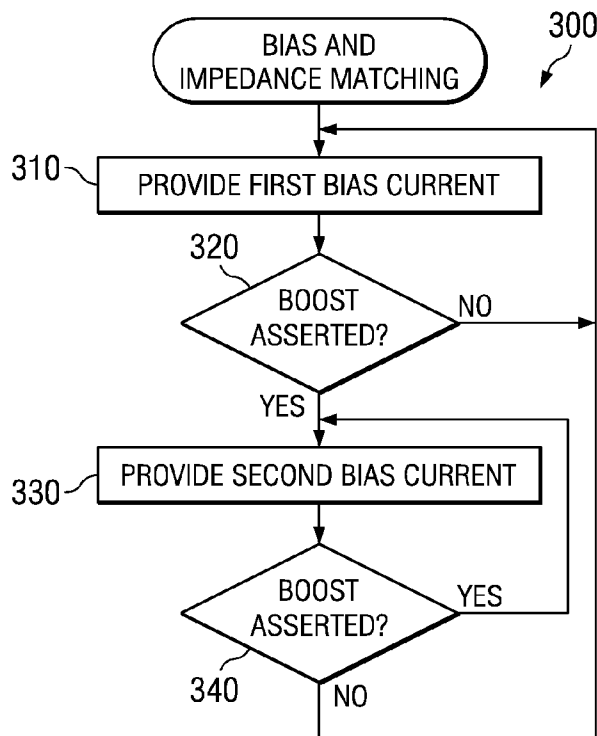 BIAS AND
IMPEDANCE MATCHING
300
310
PROVIDE FIRST BIAS CURRENT
320
BOOST
ASSERTED?
NO
YES
330
PROVIDE SECOND BIAS CURRENT
BOOST
ASSERTED?
YES
340
NO